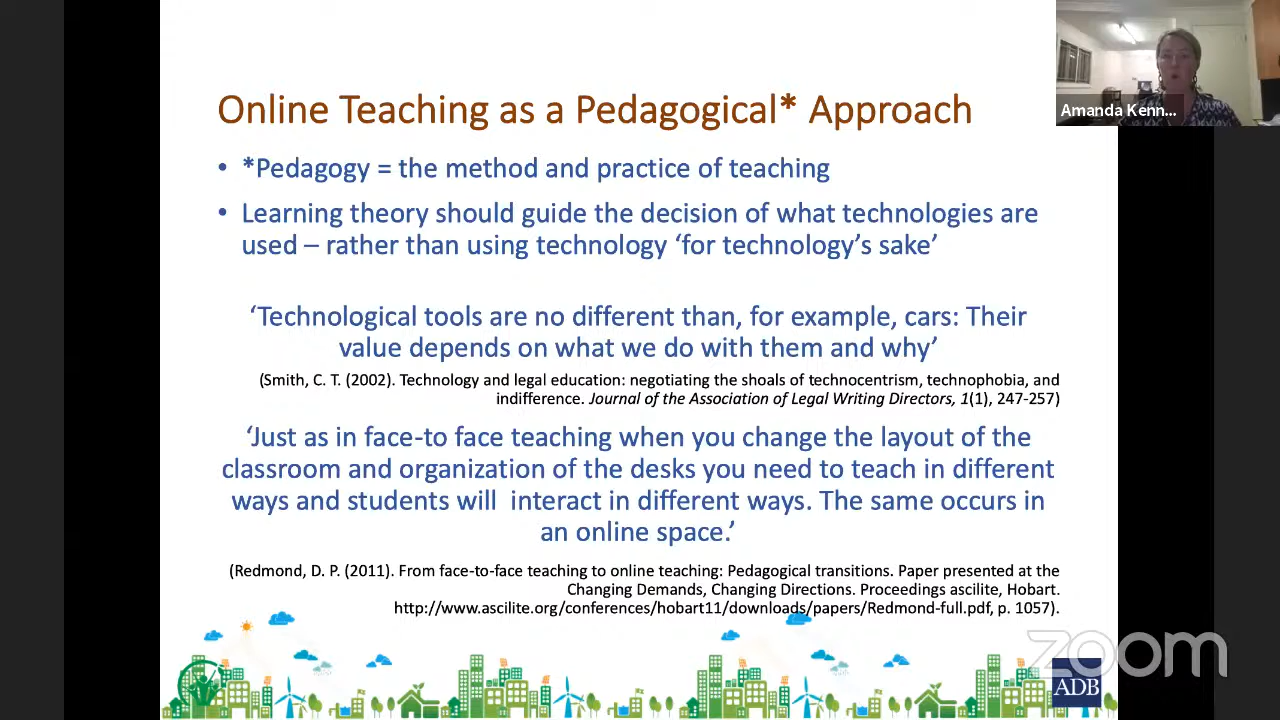 Online Teaching as a Pedagogical* Approach
• *Pedagogy = the method and practice of teaching
• Learning theory should guide the decision of what technologies are
used – rather than using technology ‘for technology’s sake’
‘Technological tools are no different than, for example, cars: Their
value depends on what we do with them and why’
(Smith, C. T. (2002). Technology and legal education: negotiating the shoals of technocentrism, technophobia, and
indifference. Journal of the Association of Legal Writing Directors, 1(1), 247-257)
‘Just as in face-to face teaching when you change the layout of the
classroom and organization of the desks you need to teach in different
ways and students will interact in different ways. The same occurs in
an online space.’
(Redmond, D. P. (2011). From face-to-face teaching to online teaching: Pedagogical transitions. Paper presented at the
Changing Demands, Changing Directions. Proceedings ascilite, Hobart.
http://www.ascilite.org/conferences/hobart11/downloads/papers/Redmond-full.pdf, p. 1057).
Amanda Kenn...
zoom
ADB